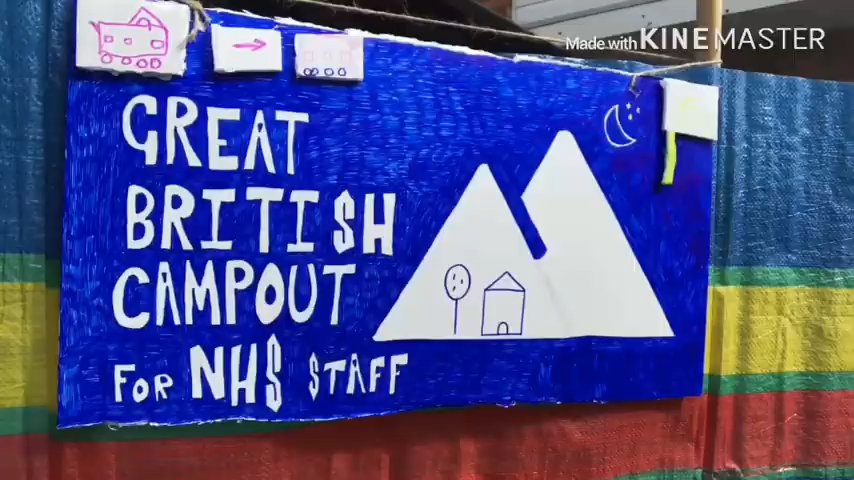 Made with KINEMASTER
GREAT
BRITISH
CAMPOUT
FOR NHS STAFF